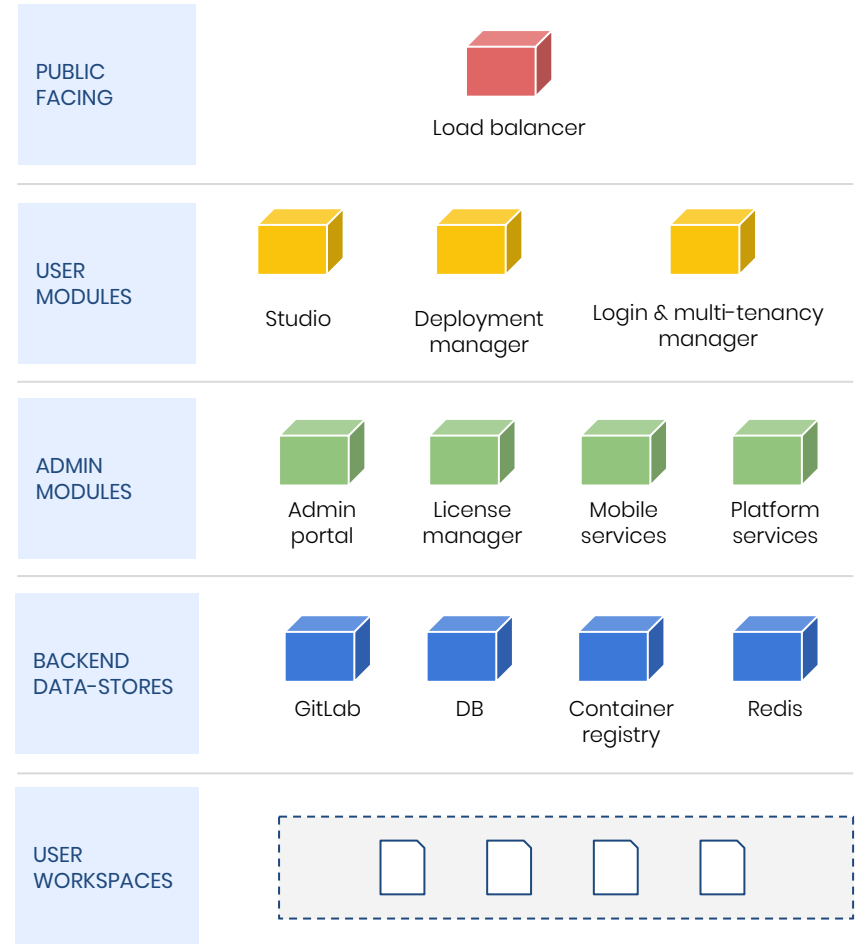 PUBLIC
FACING
Load balancer
USER
MODULES
Studio
Deployment
manager
Login & multi-tenancy
manager
ADMIN
MODULES
Admin
portal
License
manager
Mobile
services
Platform
services
BACKEND
DATA-STORES
GitLab
DB
Container
registry
Redis
USER
WORKSPACES